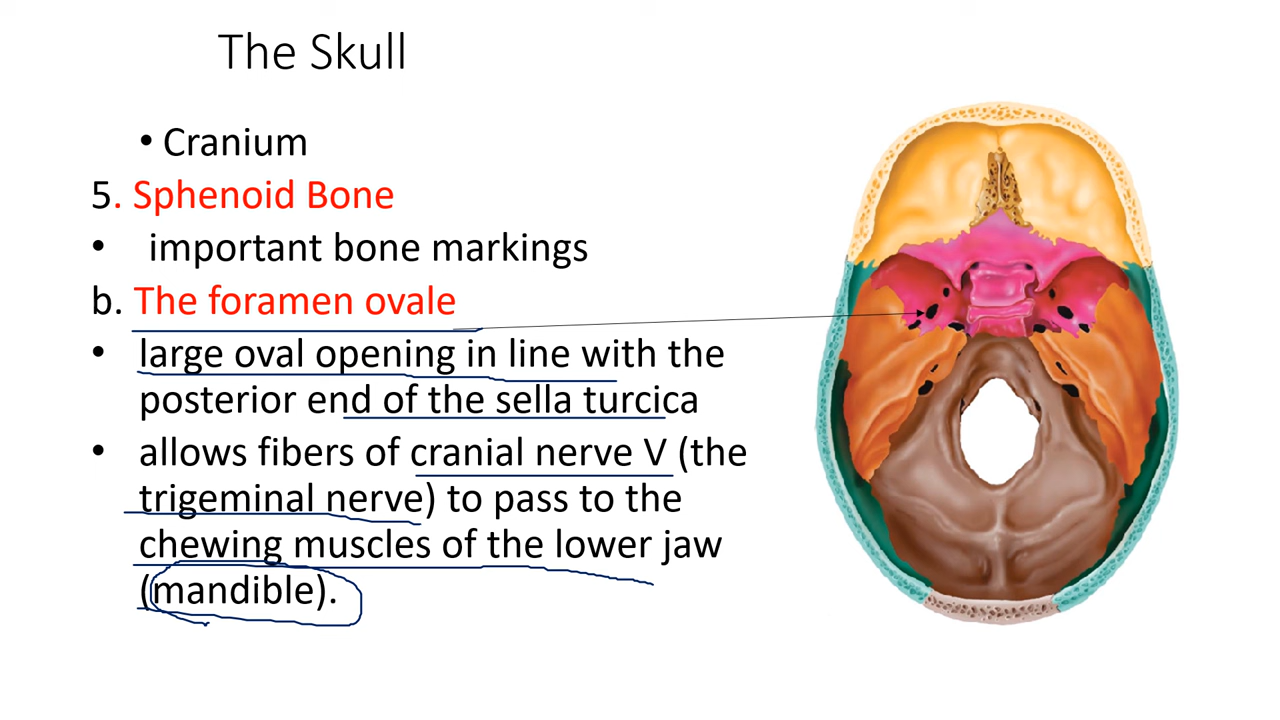 The Skull
• Cranium
5. Sphenoid Bone
• important bone markings
b. The foramen ovale
• large oval opening in line with the
posterior end of the sella turcica
• allows fibers of cranial nerve V (the
trigeminal nerve) to pass to the
chewing muscles of the lower jaw
(mandible).